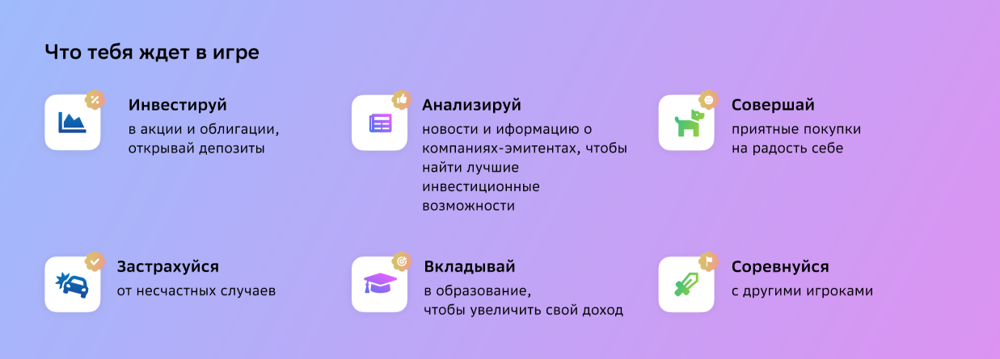 Что тебя ждет в игре
Инвестируй
в акции и облигации,
открывай депозиты
Анализируй
новости и иформацию о
компаниях-эмитентах, чтобы
найти лучшие
инвестиционные
возможности
Совершай
приятные покупки
на радость себе
Застрахуйся
от несчастных случаев
Вкладывай
в образование,
чтобы увеличить свой доход
Соревнуйся
с другими игроками